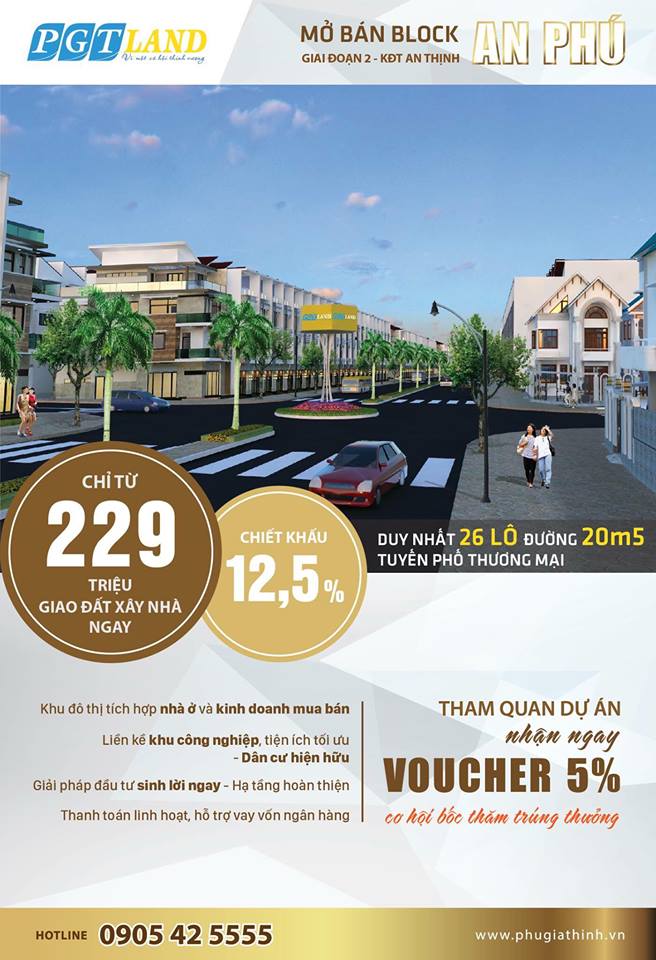 PGT LAND
Vì một xã hội thịnh vượng
MỞ BÁN BLOCK
GIAI ĐOẠN 2 - KĐT AN THỊNH
AN PHÚ
PGTLAND
LAND
CHỈ TỪ
229
TRIỆU
GIAO ĐẤT XÂY NHÀ
NGAY
CHIẾT KHẤU
12,5%
DUY NHẤT 26 LÔ ĐƯỜNG 20m5
TUYẾN PHỐ THƯƠNG MẠI
Khu đô thị tích hợp nhà ở và kinh doanh mua bán
Liền kề khu công nghiệp, tiện ích tối ưu
- Dân cư hiện hữu
Giải pháp đầu tư sinh lời ngay - Hạ tầng hoàn thiện
Thanh toán linh hoạt, hỗ trợ vay vốn ngân hàng
THAM QUAN DỰ ÁN
nhận ngay
VOUCHER 5%
cơ hội bốc thăm trúng thưởng
HOTLINE 0905 42 5555
www.phugiathinh.vn